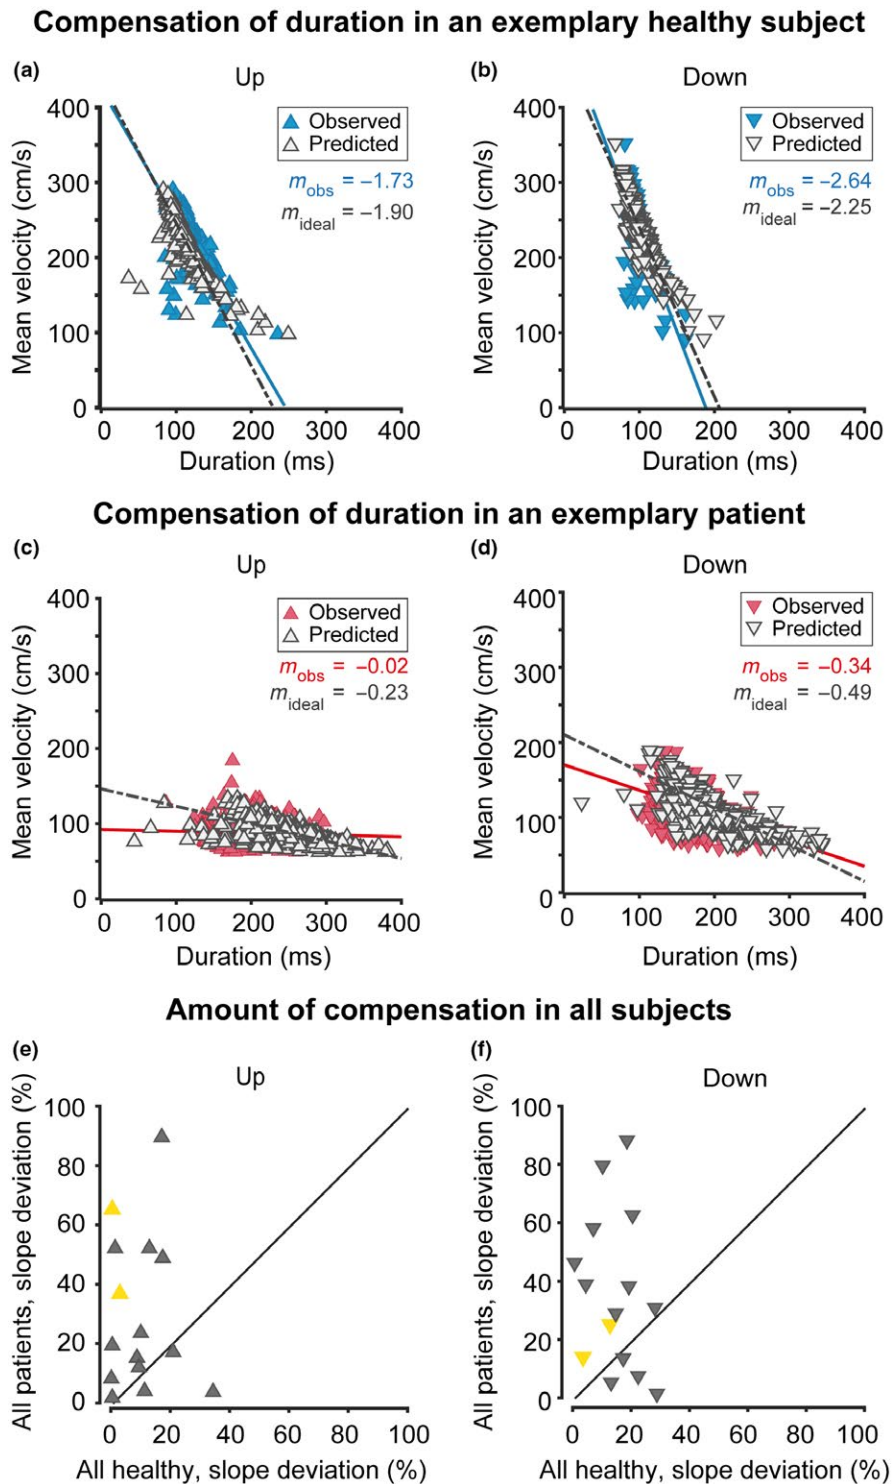 Compensation of duration in an exemplary healthy subject
(a) Up
400
300
200
100
0
Mean velocity (cm/s)
Observed
Predicted
m_obs = −1.73
m_ideal = −1.90
0 100 200 300 400
Duration (ms)
(b) Down
400
300
200
100
0
Mean velocity (cm/s)
Observed
Predicted
m_obs = −2.64
m_ideal = −2.25
0 100 200 300 400
Duration (ms)
Compensation of duration in an exemplary patient
(c) Up
400
300
200
100
0
Mean velocity (cm/s)
Observed
Predicted
m_obs = −0.02
m_ideal = −0.23
0 100 200 300 400
Duration (ms)
(d) Down
400
300
200
100
0
Mean velocity (cm/s)
Observed
Predicted
m_obs = −0.34
m_ideal = −0.49
0 100 200 300 400
Duration (ms)
Amount of compensation in all subjects
(e) Up
100
80
60
40
20
0
All patients, slope deviation (%)
0 20 40 60 80 100
All healthy, slope deviation (%)
(f) Down
100
80
60
40
20
0
All patients, slope deviation (%)
0 20 40 60 80 100
All healthy, slope deviation (%)